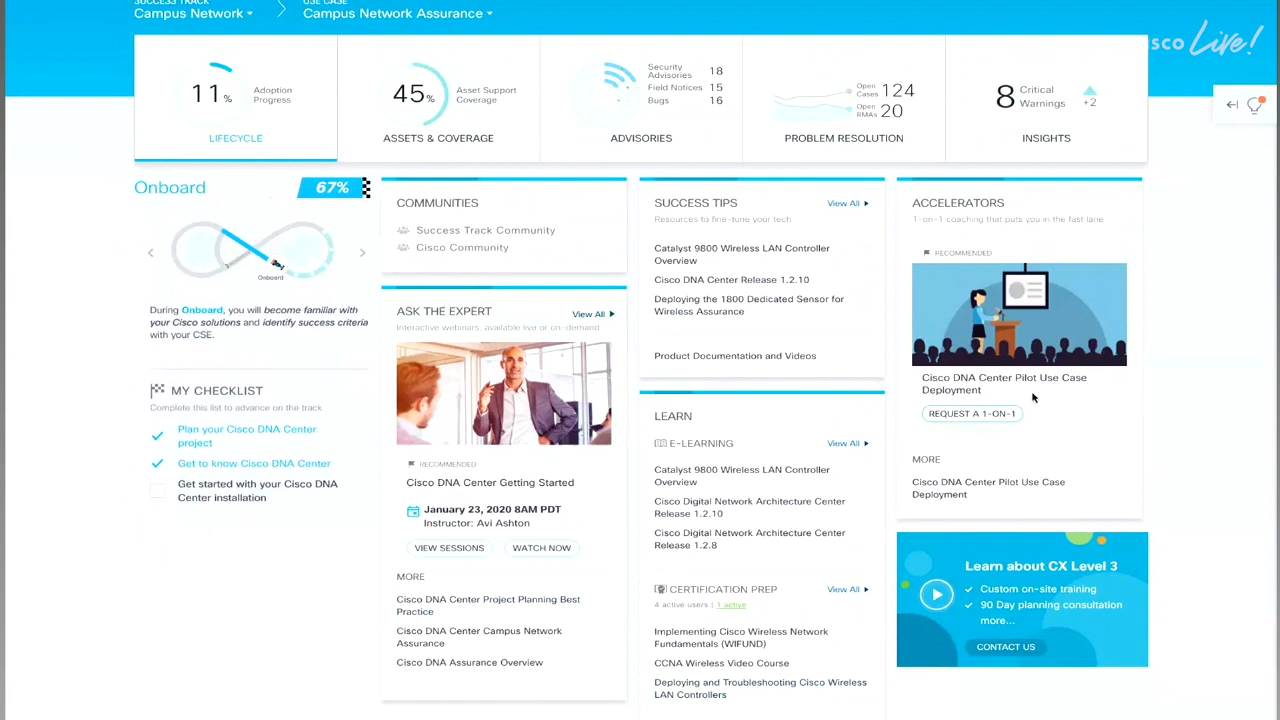 SUCCESS TRACK
USE CASE
Campus Network
Campus Network Assurance
sco Live!
11%
Adoption
Progress
LIFECYCLE
45%
Asset Support
Coverage
ASSETS & COVERAGE
Security
Advisories 18
Field Notices 15
Bugs 16
ADVISORIES
Open
Cases 124
Open
RMAs 20
PROBLEM RESOLUTION
8 Critical
Warnings
+2
INSIGHTS
Onboard
67%
Onboard
During Onboard, you will become familiar with
your Cisco solutions and identify success criteria
with your CSE.
MY CHECKLIST
Complete this list to advance on the track
Plan your Cisco DNA Center
project
Get to know Cisco DNA Center
Get started with your Cisco DNA
Center installation
COMMUNITIES
Success Track Community
Cisco Community
ASK THE EXPERT
View All
Interactive webinars, available live or on-demand
RECOMMENDED
Cisco DNA Center Getting Started
January 23, 2020 8AM PDT
Instructor: Avi Ashton
VIEW SESSIONS
WATCH NOW
MORE
Cisco DNA Center Project Planning Best
Practice
Cisco DNA Center Campus Network
Assurance
Cisco DNA Assurance Overview
SUCCESS TIPS
View All
Resources to fine-tune your tech
Catalyst 9800 Wireless LAN Controller
Overview
Cisco DNA Center Release 1.2.10
Deploying the 1800 Dedicated Sensor for
Wireless Assurance
Product Documentation and Videos
LEARN
E-LEARNING
View All
Catalyst 9800 Wireless LAN Controller
Overview
Cisco Digital Network Architecture Center
Release 1.2.10
Cisco Digital Network Architecture Center
Release 1.2.8
CERTIFICATION PREP
View All
4 active users | 1 active
Implementing Cisco Wireless Network
Fundamentals (WIFUND)
CCNA Wireless Video Course
Deploying and Troubleshooting Cisco Wireless
LAN Controllers
ACCELERATORS
1-on-1 coaching that puts you in the fast lane
RECOMMENDED
Cisco DNA Center Pilot Use Case
Deployment
REQUEST A 1-ON-1
MORE
Cisco DNA Center Pilot Use Case
Deployment
Learn about CX Level 3
Custom on-site training
90 Day planning consultation
more...
CONTACT US